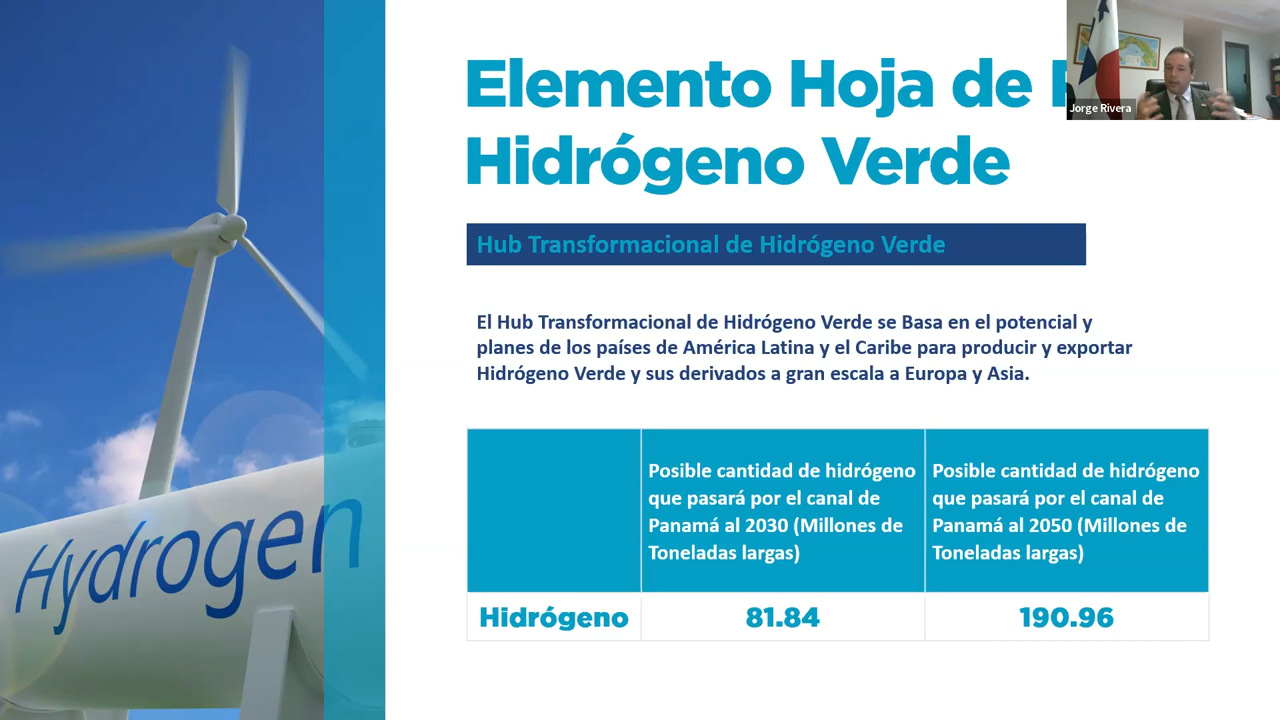 Elemento Hoja de
Hidrógeno Verde
Jorge Rivera
Hub Transformacional de Hidrógeno Verde
El Hub Transformacional de Hidrógeno Verde se Basa en el potencial y
planes de los países de América Latina y el Caribe para producir y exportar
Hidrógeno Verde y sus derivados a gran escala a Europa y Asia.
Posible cantidad de hidrógeno
que pasará por el canal de
Panamá al 2030 (Millones de
Toneladas largas)
Posible cantidad de hidrógeno
que pasará por el canal de
Panamá al 2050 (Millones de
Toneladas largas)
Hidrógeno 81.84 190.96
Hydrogen